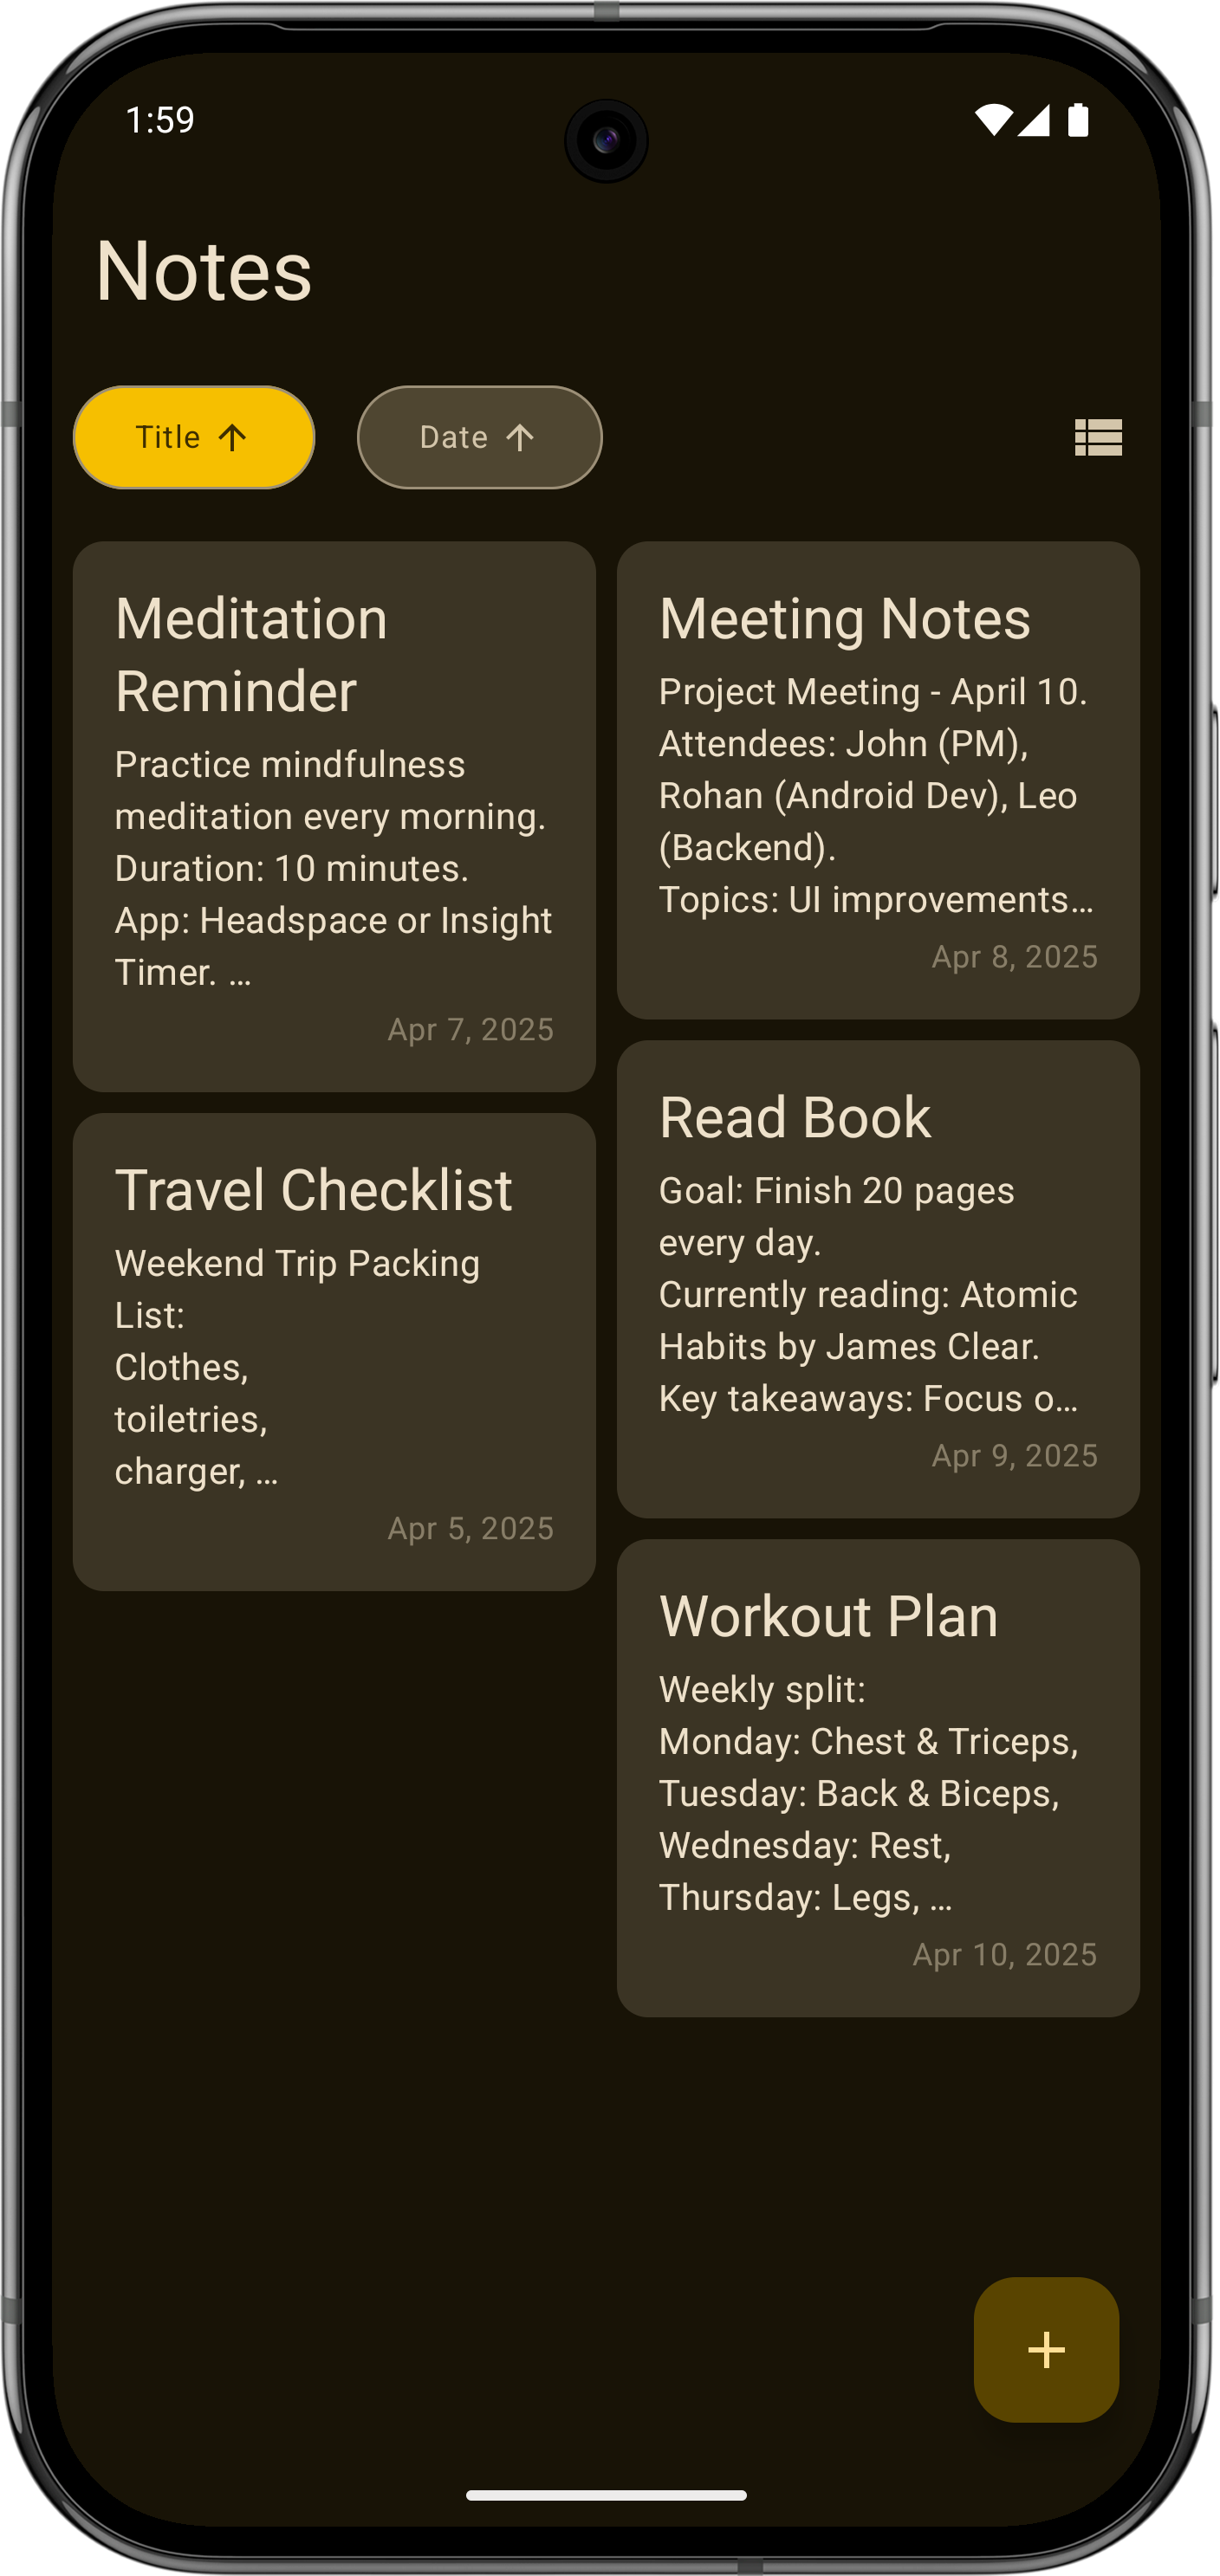 1:59
Notes
Title
Date
Meditation
Reminder
Practice mindfulness
meditation every morning.
Duration: 10 minutes.
App: Headspace or Insight
Timer. …
Apr 7, 2025
Meeting Notes
Project Meeting - April 10.
Attendees: John (PM),
Rohan (Android Dev), Leo
(Backend).
Topics: UI improvements…
Apr 8, 2025
Travel Checklist
Weekend Trip Packing
List:
Clothes,
toiletries,
charger, …
Apr 5, 2025
Read Book
Goal: Finish 20 pages
every day.
Currently reading: Atomic
Habits by James Clear.
Key takeaways: Focus o…
Apr 9, 2025
Workout Plan
Weekly split:
Monday: Chest & Triceps,
Tuesday: Back & Biceps,
Wednesday: Rest,
Thursday: Legs, …
Apr 10, 2025